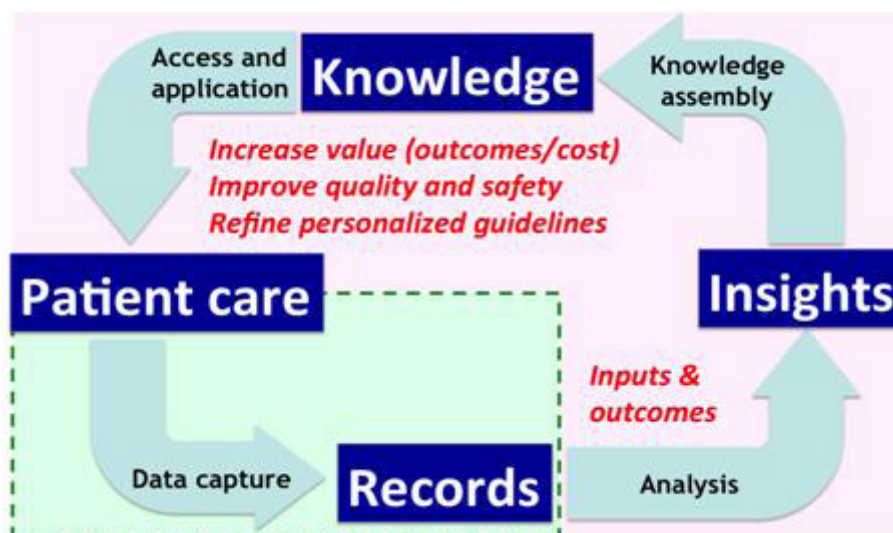 Access and
application
Knowledge
Knowledge
assembly
Increase value (outcomes/cost)
Improve quality and safety
Refine personalized guidelines
Patient care
Insights
Inputs &
outcomes
Data capture
Records
Analysis